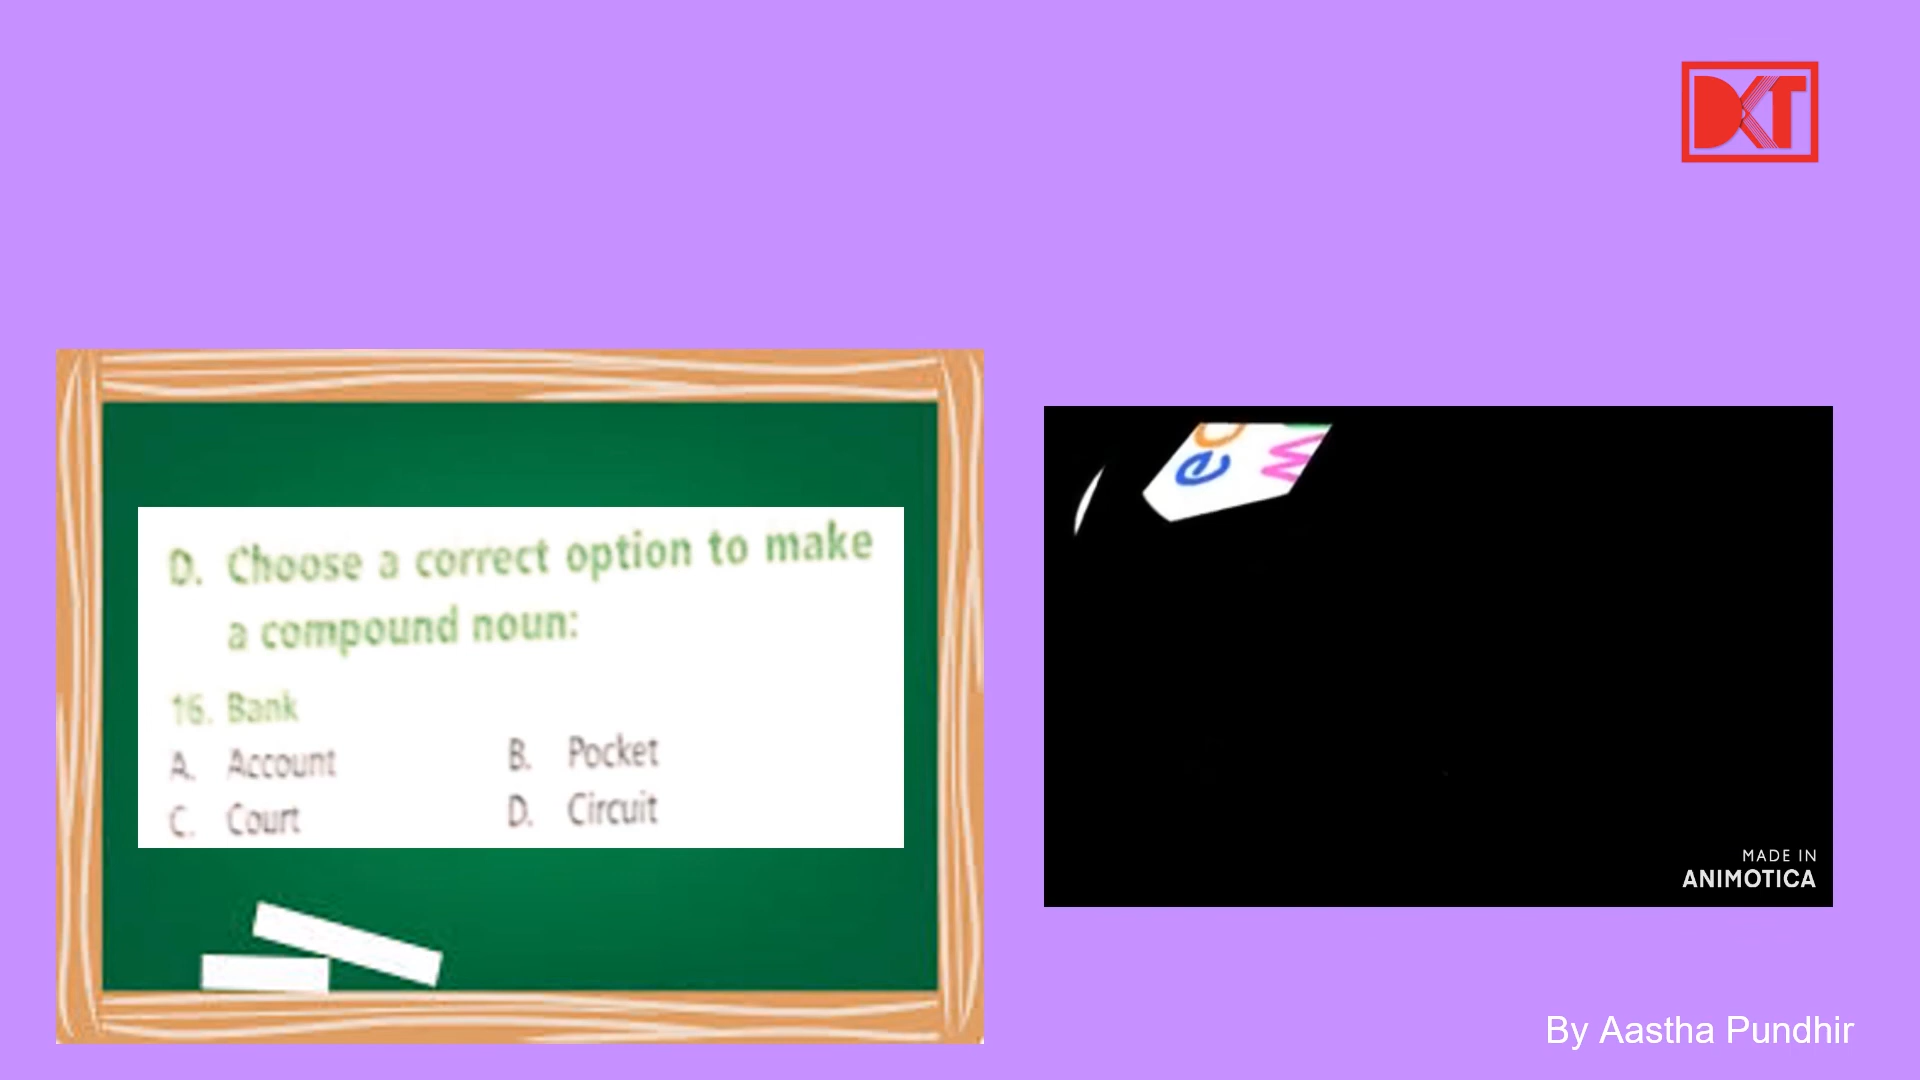 DKT
D. Choose a correct option to make
a compound noun:
16. Bank
A. Account B. Pocket
C. Court D. Circuit
e w
MADE IN
ANIMOTICA
By Aastha Pundhir